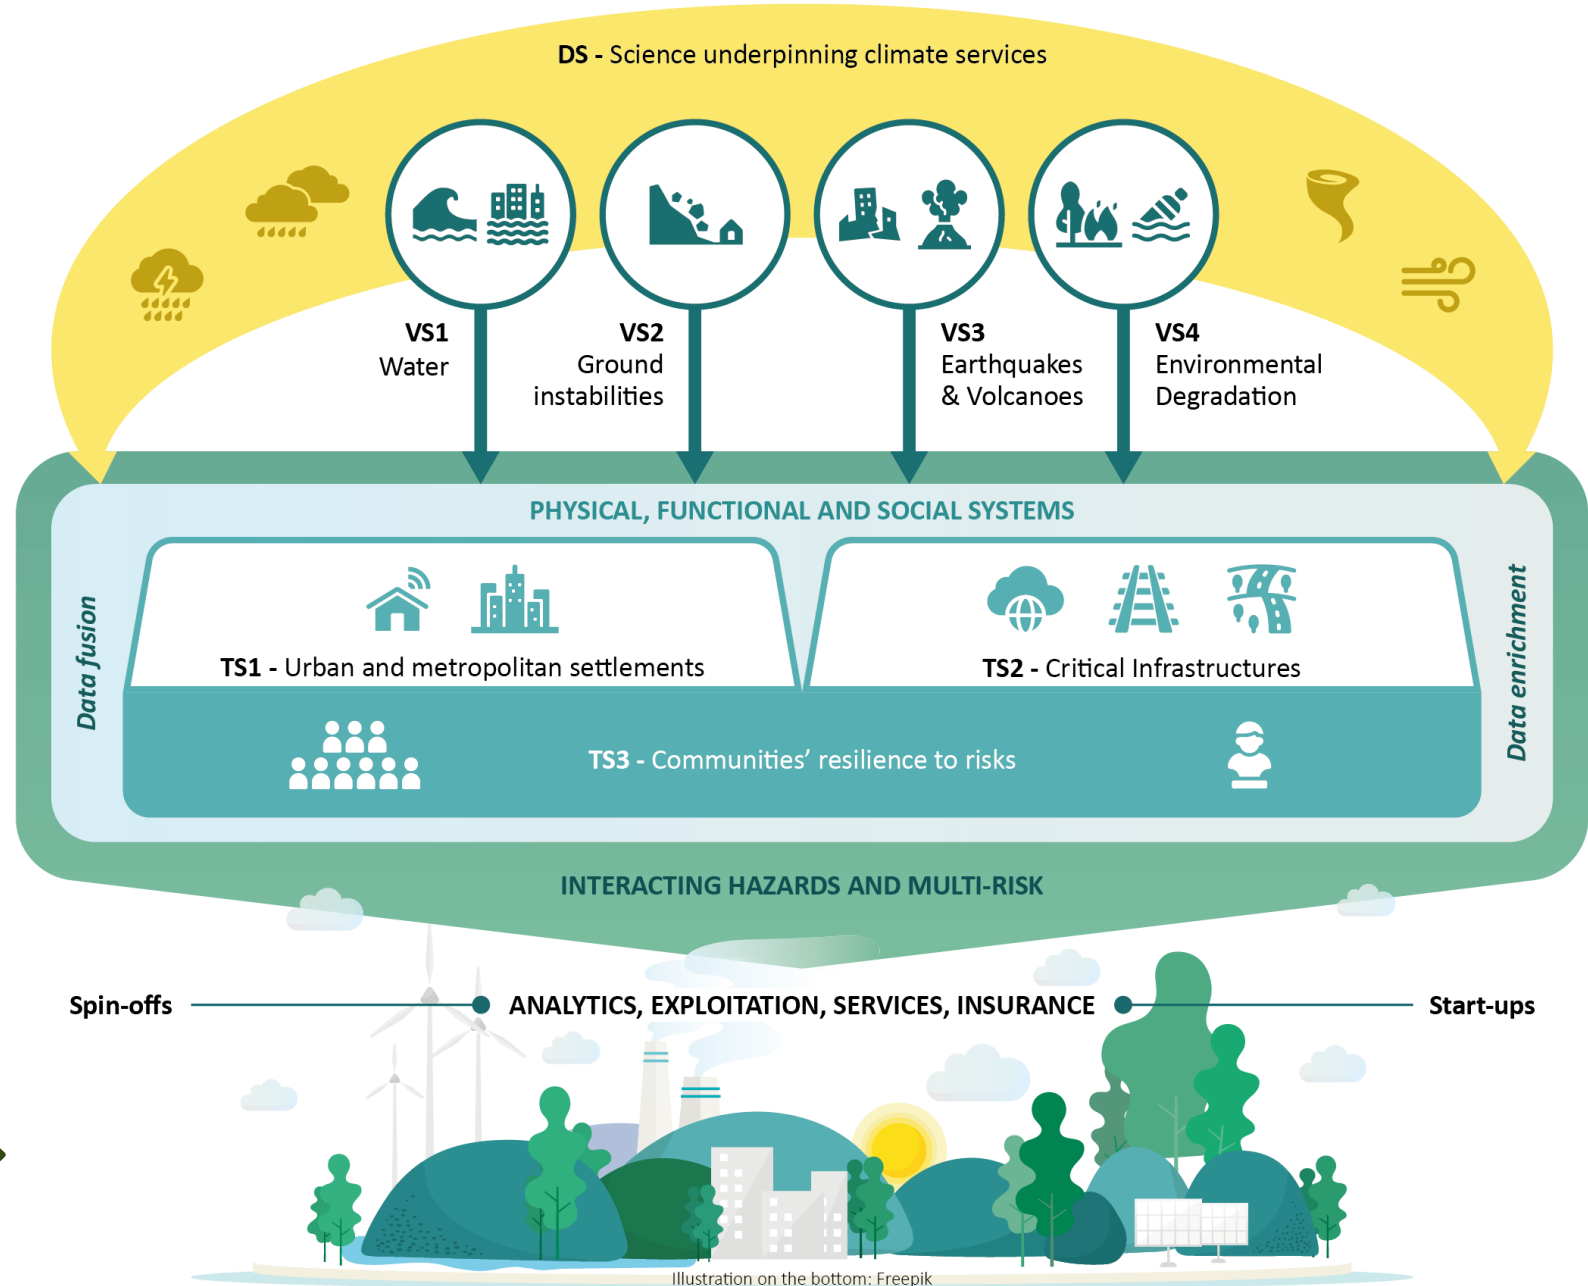 DS - Science underpinning climate services
VS1
Water
VS2
Ground
instabilities
VS3
Earthquakes
& Volcanoes
VS4
Environmental
Degradation
PHYSICAL, FUNCTIONAL AND SOCIAL SYSTEMS
Data fusion
TS1 - Urban and metropolitan settlements
TS2 - Critical Infrastructures
Data enrichment
TS3 - Communities’ resilience to risks
INTERACTING HAZARDS AND MULTI-RISK
Spin-offs
ANALYTICS, EXPLOITATION, SERVICES, INSURANCE
Start-ups
Illustration on the bottom: Freepik